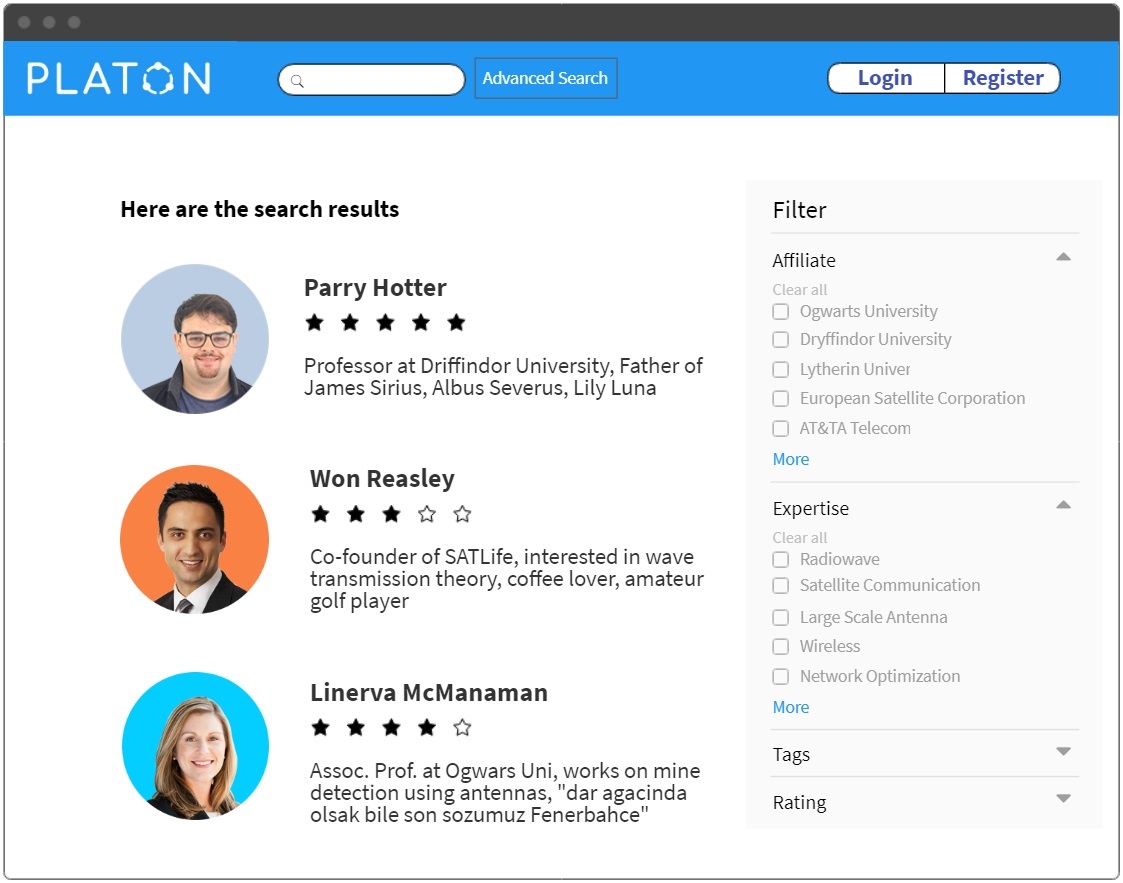 PLATON
Advanced Search
Login
Register
Here are the search results
Parry Hotter
Professor at Driffindor University, Father of
James Sirius, Albus Severus, Lily Luna
Won Reasley
Co-founder of SATLife, interested in wave
transmission theory, coffee lover, amateur
golf player
Linerva McManaman
Assoc. Prof. at Ogwars Uni, works on mine
detection using antennas, "dar agacinda
olsak bile son sozumuz Fenerbahce"
Filter
Affiliate
Clear all
Ogwarts University
Dryffindor University
Lytherin Univer
European Satellite Corporation
AT&TA Telecom
More
Expertise
Clear all
Radiowave
Satellite Communication
Large Scale Antenna
Wireless
Network Optimization
More
Tags
Rating